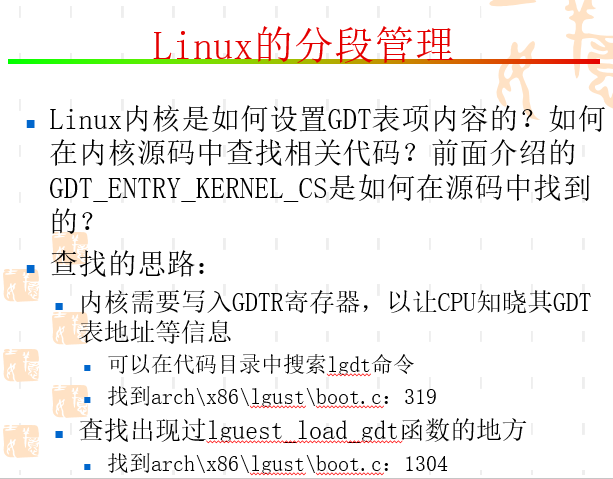 Linux的分段管理
Linux内核是如何设置GDT表项内容的？如何
在内核源码中查找相关代码？前面介绍的
GDT_ENTRY_KERNEL_CS是如何在源码中找到
的？
查找的思路：
内核需要写入GDTR寄存器，以让CPU知晓其GDT
表地址等信息
可以在代码目录中搜索lgdt命令
找到arch\x86\lgust\boot.c：319
查找出现过lguest_load_gdt函数的地方
找到arch\x86\lgust\boot.c：1304